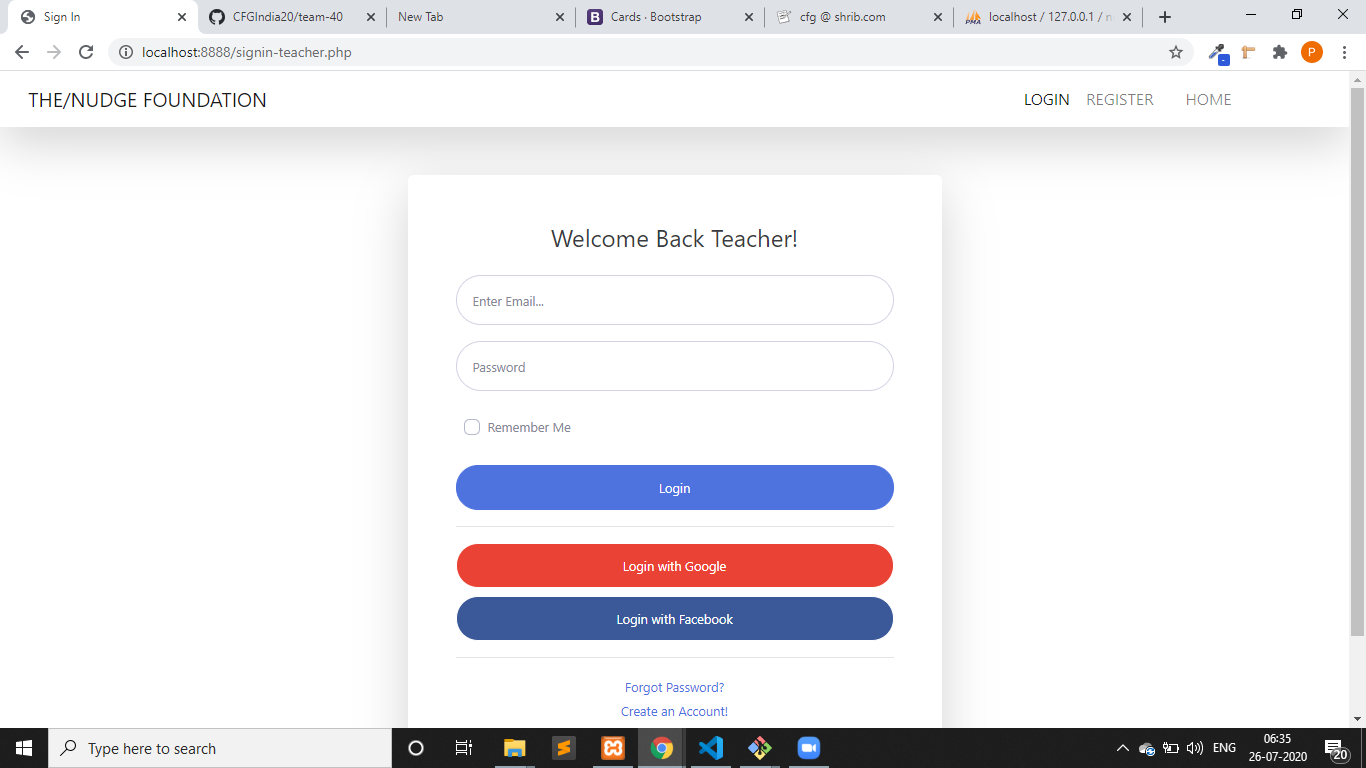 Sign In
CFGIndia20/team-40
New Tab
B Cards · Bootstrap
cfg @ shrib.com
PMA localhost / 127.0.0.1 /
localhost:8888/signin-teacher.php
P
THE/NUDGE FOUNDATION
LOGIN REGISTER HOME
Welcome Back Teacher!
Enter Email...
Password
Remember Me
Login
Login with Google
Login with Facebook
Forgot Password?
Create an Account!
Type here to search
ENG
06:35
26-07-2020
20